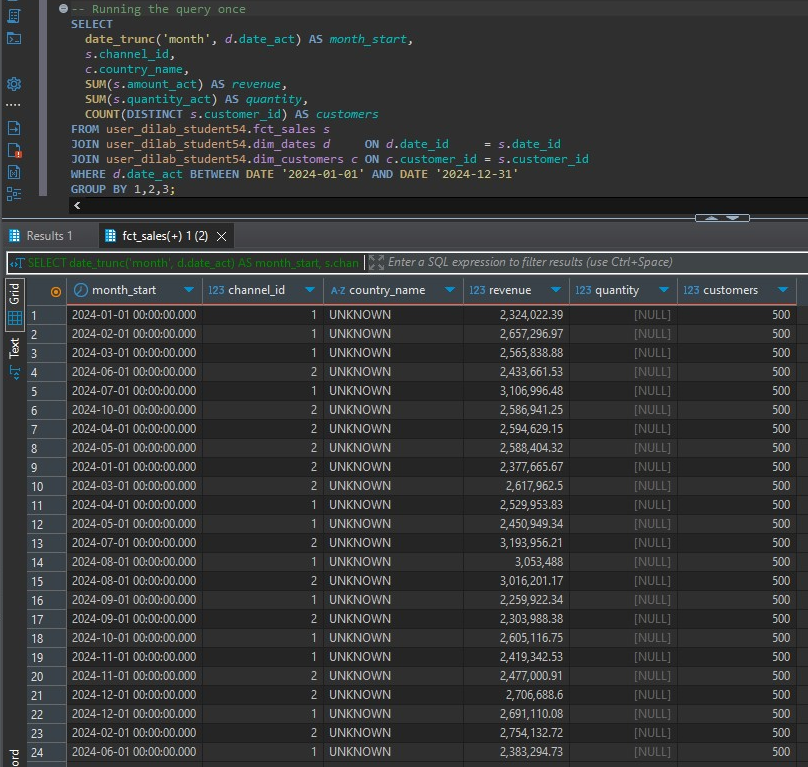 -- Running the query once
SELECT
date_trunc('month', d.date_act) AS month_start,
s.channel_id,
c.country_name,
SUM(s.amount_act) AS revenue,
SUM(s.quantity_act) AS quantity,
COUNT(DISTINCT s.customer_id) AS customers
FROM user_dilab_student54.fct_sales s
JOIN user_dilab_student54.dim_dates d ON d.date_id = s.date_id
JOIN user_dilab_student54.dim_customers c ON c.customer_id = s.customer_id
WHERE d.date_act BETWEEN DATE '2024-01-01' AND DATE '2024-12-31'
GROUP BY 1,2,3;
Results 1 fct_sales(+) 1 (2)
SELECT date_trunc('month', d.date_act) AS month_start, s.chan Enter a SQL expression to filter results (use Ctrl+Space)
Grid
Text
month_start 123 channel_id A-Z country_name 123 revenue 123 quantity 123 customers
1 2024-01-01 00:00:00.000 1 UNKNOWN 2,324,022.39 [NULL] 500
2 2024-02-01 00:00:00.000 1 UNKNOWN 2,657,296.97 [NULL] 500
3 2024-03-01 00:00:00.000 1 UNKNOWN 2,565,838.88 [NULL] 500
4 2024-06-01 00:00:00.000 2 UNKNOWN 2,433,661.53 [NULL] 500
5 2024-07-01 00:00:00.000 1 UNKNOWN 3,106,996.48 [NULL] 500
6 2024-10-01 00:00:00.000 2 UNKNOWN 2,586,941.25 [NULL] 500
7 2024-04-01 00:00:00.000 2 UNKNOWN 2,594,629.15 [NULL] 500
8 2024-05-01 00:00:00.000 2 UNKNOWN 2,588,404.32 [NULL] 500
9 2024-01-01 00:00:00.000 2 UNKNOWN 2,377,665.67 [NULL] 500
10 2024-03-01 00:00:00.000 2 UNKNOWN 2,617,962.5 [NULL] 500
11 2024-04-01 00:00:00.000 1 UNKNOWN 2,529,953.83 [NULL] 500
12 2024-05-01 00:00:00.000 1 UNKNOWN 2,450,949.34 [NULL] 500
13 2024-07-01 00:00:00.000 2 UNKNOWN 3,193,956.21 [NULL] 500
14 2024-08-01 00:00:00.000 1 UNKNOWN 3,053,488 [NULL] 500
15 2024-08-01 00:00:00.000 2 UNKNOWN 3,016,201.17 [NULL] 500
16 2024-09-01 00:00:00.000 1 UNKNOWN 2,259,922.34 [NULL] 500
17 2024-09-01 00:00:00.000 2 UNKNOWN 2,303,988.38 [NULL] 500
18 2024-10-01 00:00:00.000 1 UNKNOWN 2,605,116.75 [NULL] 500
19 2024-11-01 00:00:00.000 1 UNKNOWN 2,419,342.53 [NULL] 500
20 2024-11-01 00:00:00.000 2 UNKNOWN 2,477,000.91 [NULL] 500
21 2024-12-01 00:00:00.000 2 UNKNOWN 2,706,688.6 [NULL] 500
22 2024-12-01 00:00:00.000 1 UNKNOWN 2,691,110.08 [NULL] 500
23 2024-02-01 00:00:00.000 2 UNKNOWN 2,754,132.72 [NULL] 500
24 2024-06-01 00:00:00.000 1 UNKNOWN 2,383,294.73 [NULL] 500
ord